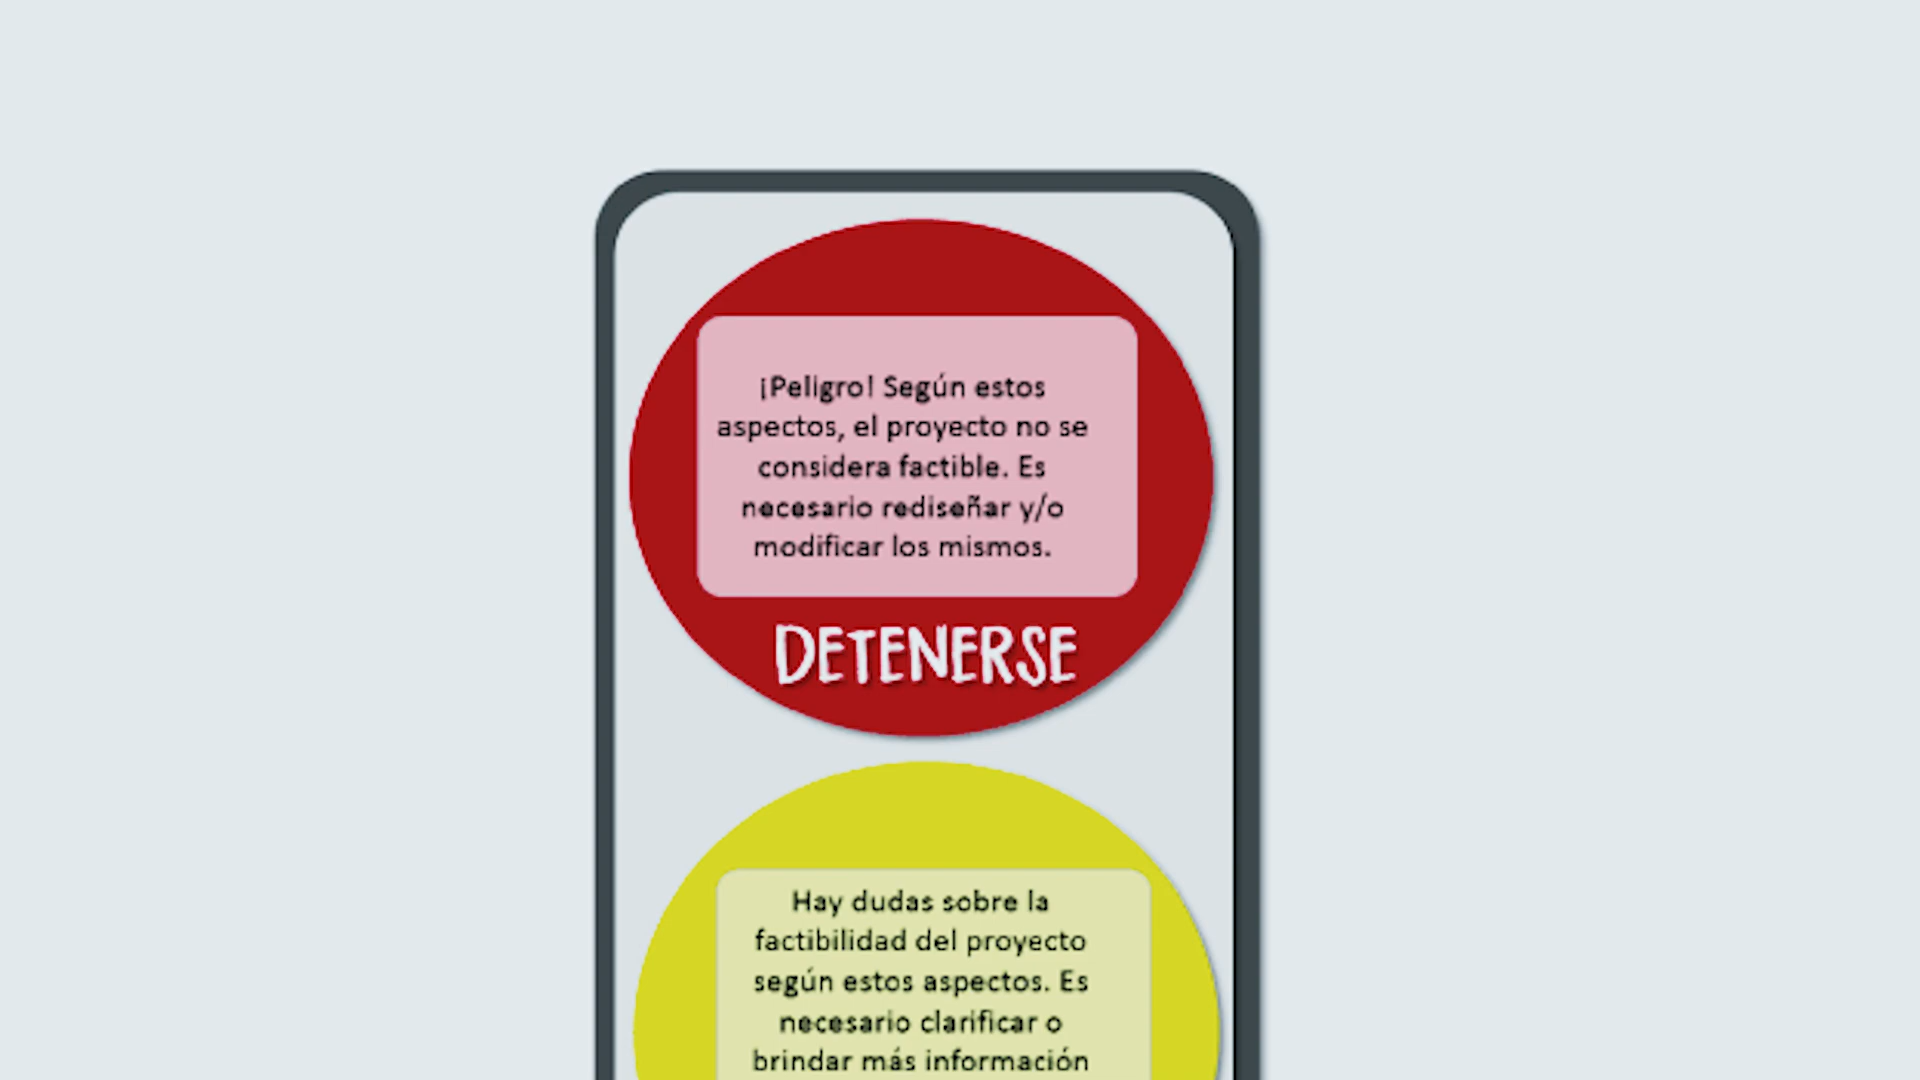 ¡Peligro! Según estos
aspectos, el proyecto no se
considera factible. Es
necesario rediseñar y/o
modificar los mismos.
DETENERSE
Hay dudas sobre la
factibilidad del proyecto
según estos aspectos. Es
necesario clarificar o
brindar más información